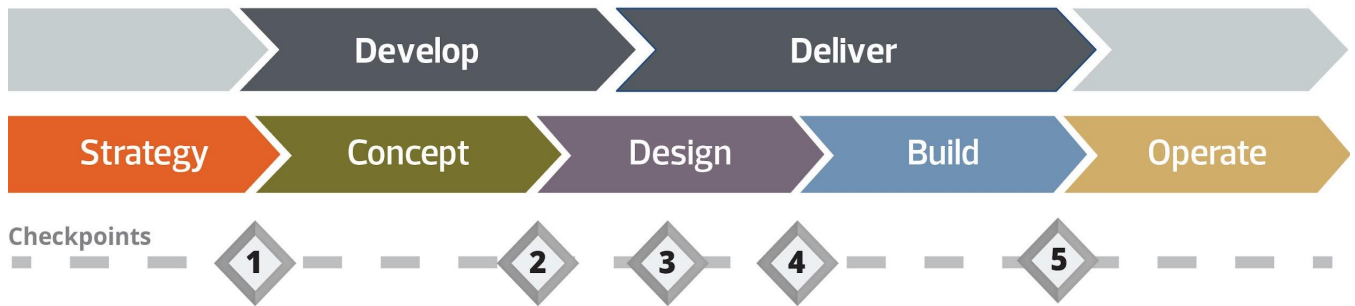 Develop Deliver
Strategy Concept Design Build Operate
Checkpoints
1 2 3 4 5